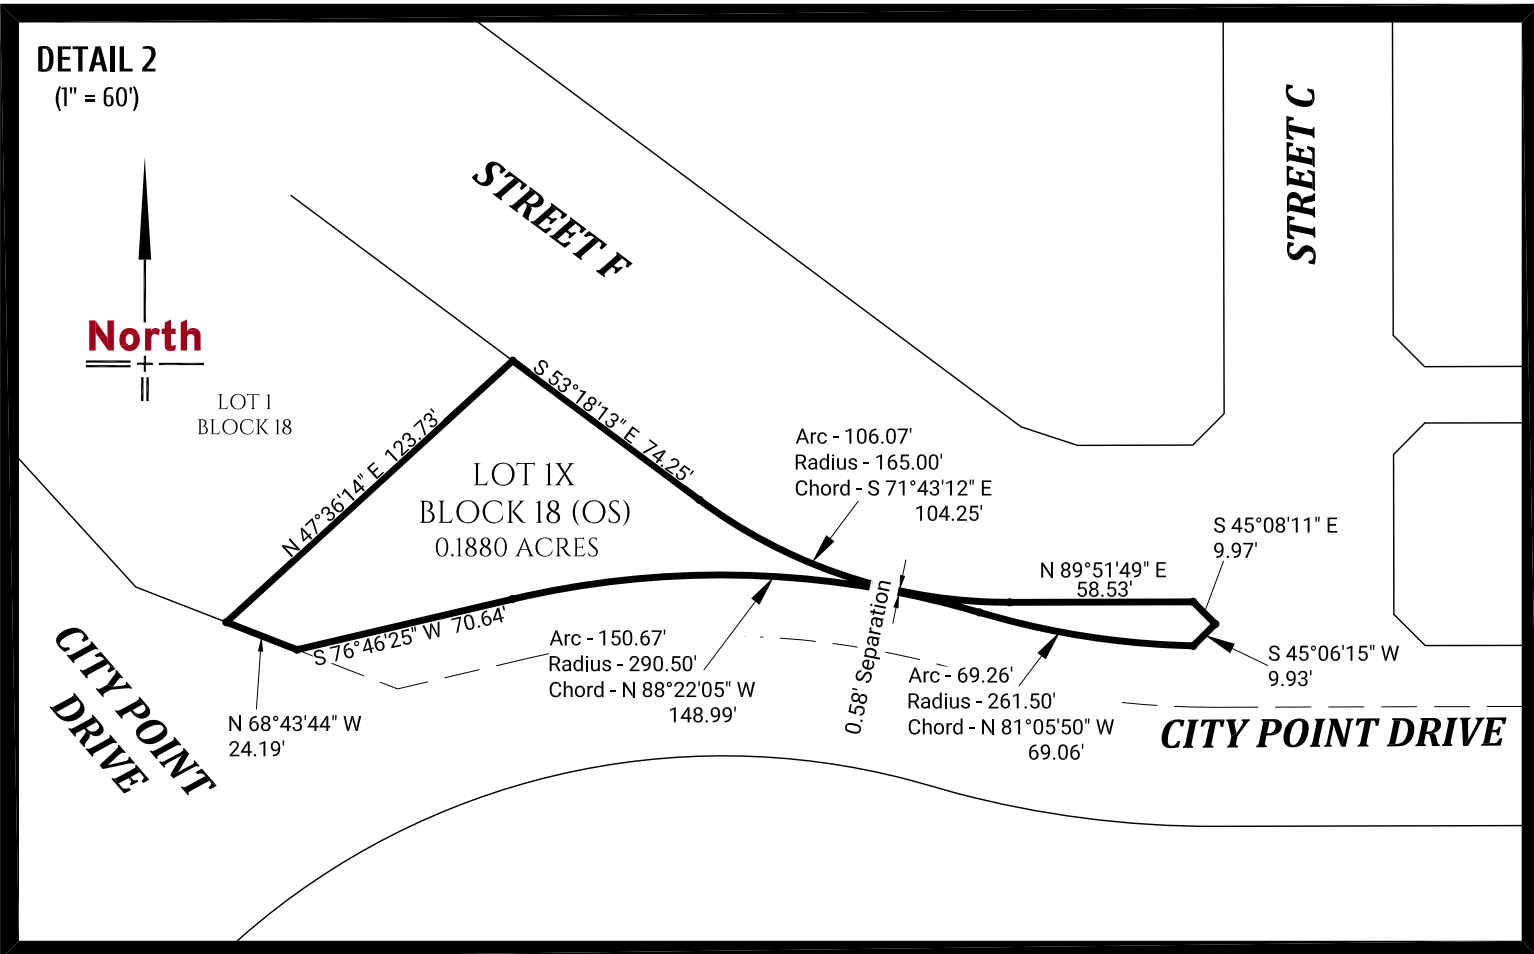 DETAIL 2
(1" = 60')
North
LOT 1
BLOCK 18
STREET F
STREET C
N 47°36'14" E 123.73'
S 53°18'13" E 74.25'
LOT 1X
BLOCK 18 (OS)
0.1880 ACRES
Arc - 106.07'
Radius - 165.00'
Chord - S 71°43'12" E
104.25'
S 45°08'11" E
9.97'
N 89°51'49" E
58.53'
S 76°46'25" W 70.64'
Arc - 150.67'
Radius - 290.50'
Chord - N 88°22'05" W
148.99'
0.58' Separation
Arc - 69.26'
Radius - 261.50'
Chord - N 81°05'50" W
69.06'
S 45°06'15" W
9.93'
N 68°43'44" W
24.19'
CITY POINT
DRIVE
CITY POINT DRIVE